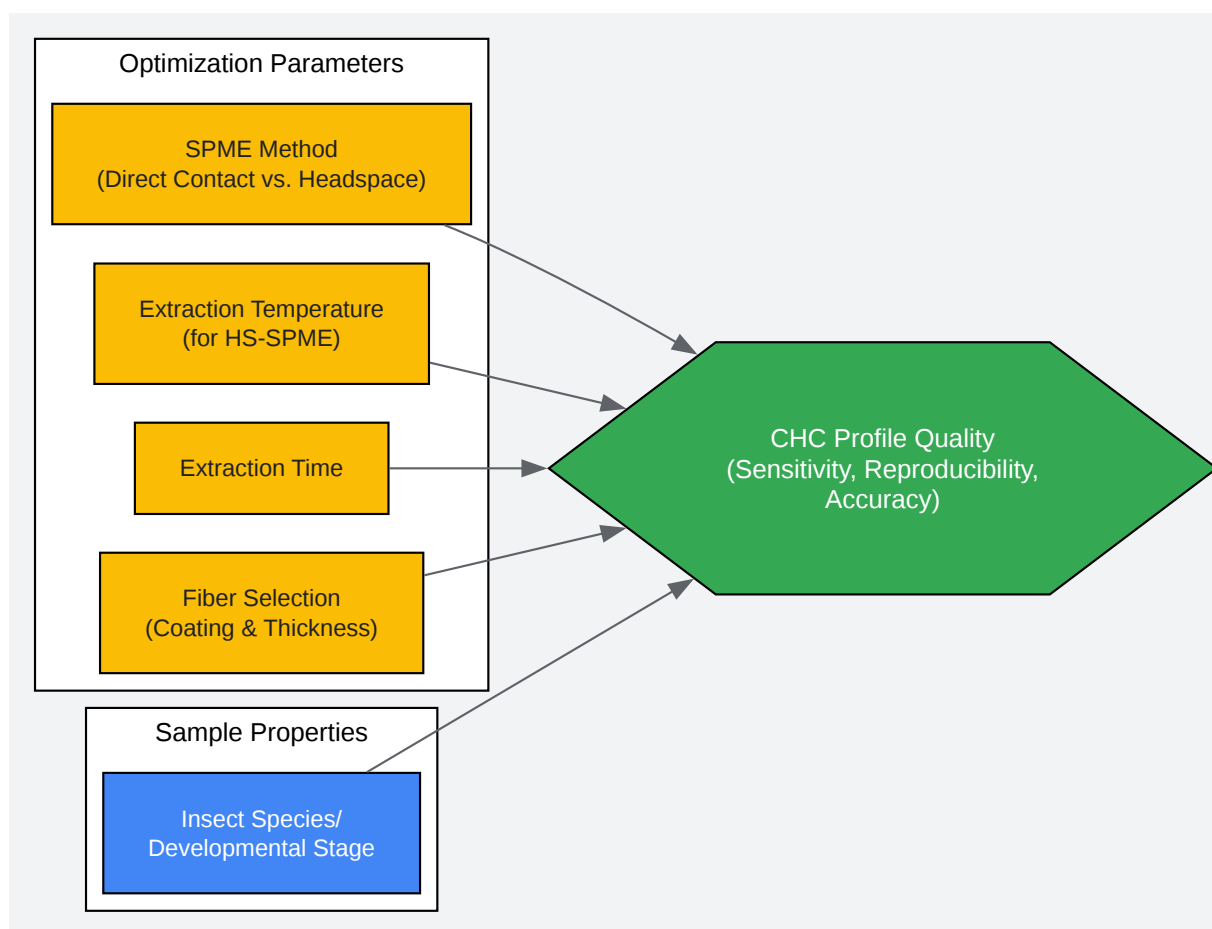 Optimization Parameters
SPME Method
(Direct Contact vs. Headspace)
Extraction Temperature
(for HS-SPME)
Extraction Time
Fiber Selection
(Coating & Thickness)
CHC Profile Quality
(Sensitivity, Reproducibility,
Accuracy)
Sample Properties
Insect Species/
Developmental Stage